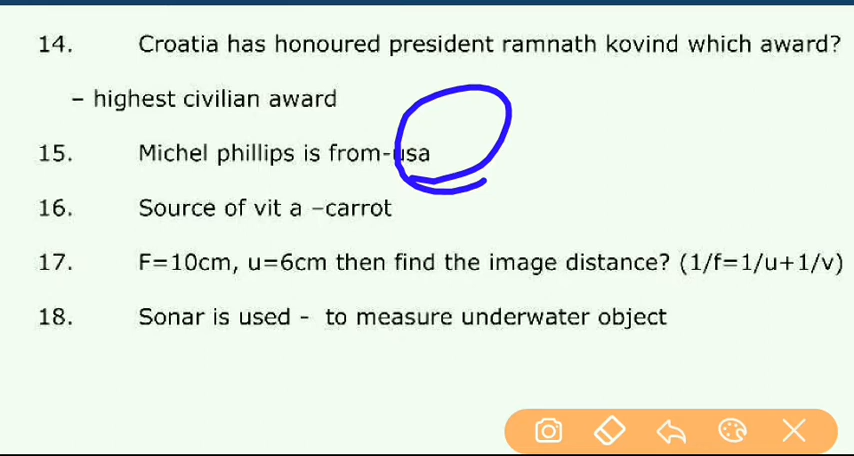 14. Croatia has honoured president ramnath kovind which award?
– highest civilian award
15. Michel phillips is from-usa
16. Source of vit a –carrot
17. F=10cm, u=6cm then find the image distance? (1/f=1/u+1/v)
18. Sonar is used - to measure underwater object